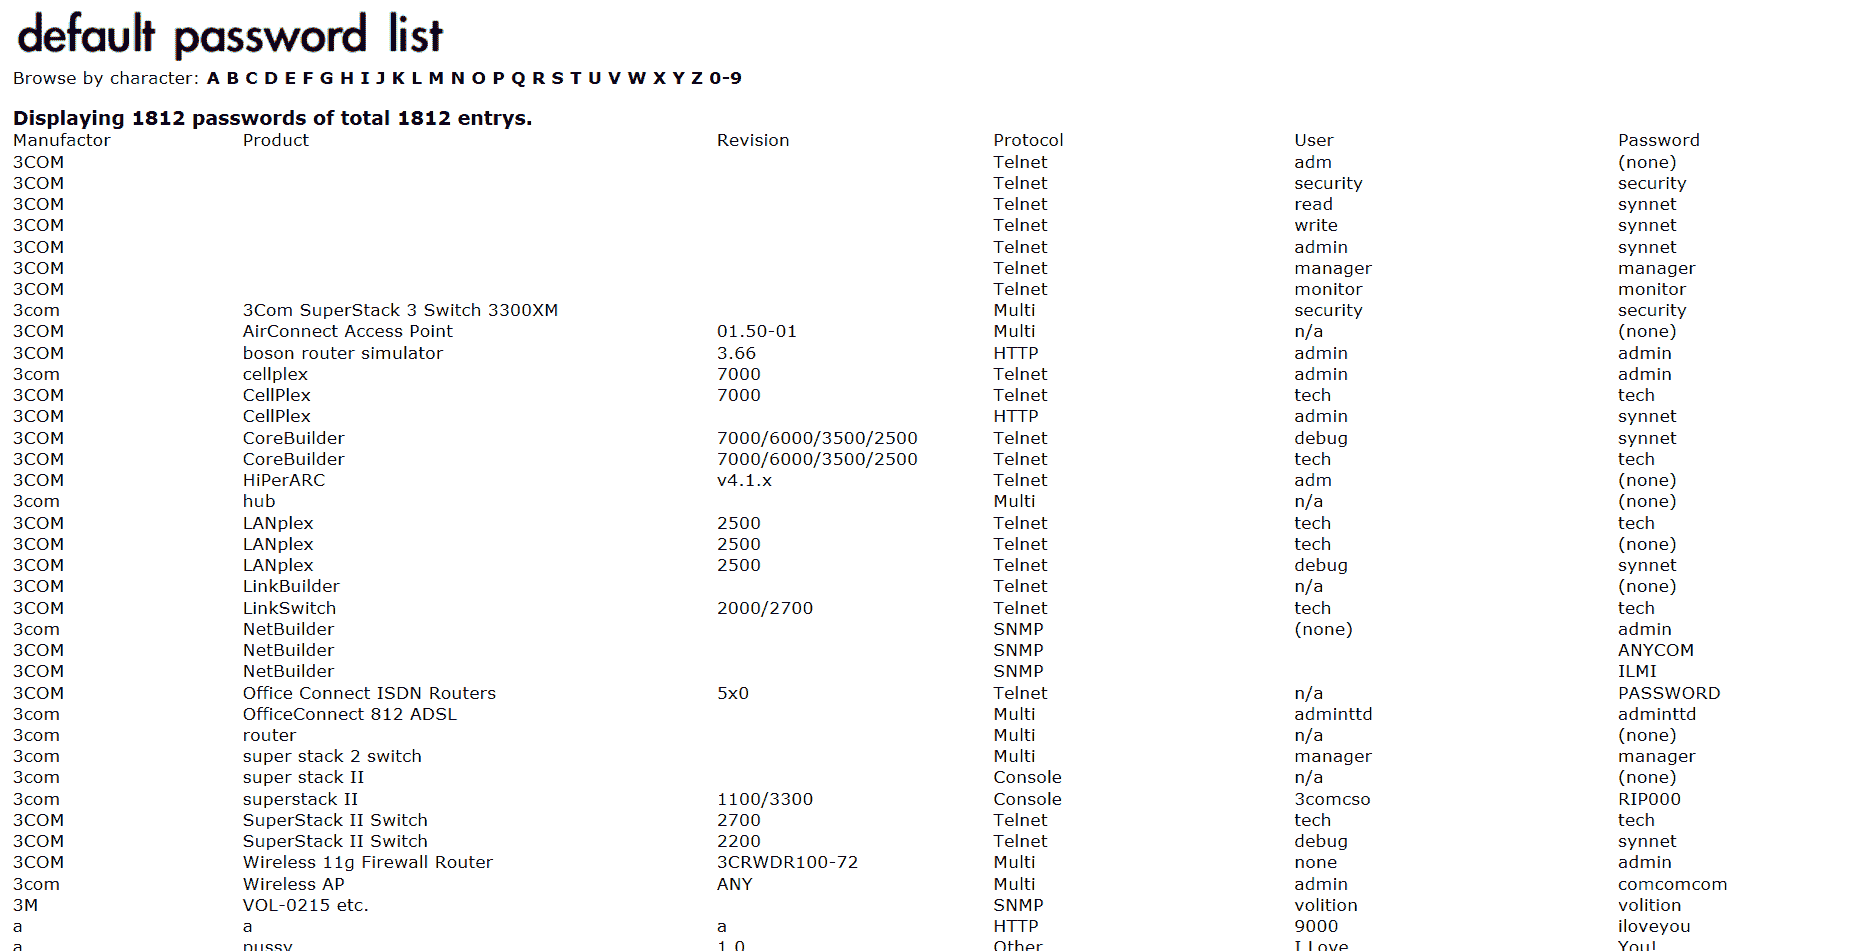 default password list
Browse by character: A B C D E F G H I J K L M N O P Q R S T U V W X Y Z 0-9
Displaying 1812 passwords of total 1812 entrys.
Manufactor Product Revision Protocol User Password
3COM Telnet adm (none)
3COM Telnet security security
3COM Telnet read synnet
3COM Telnet write synnet
3COM Telnet admin synnet
3COM Telnet manager manager
3COM Telnet monitor monitor
3com 3Com SuperStack 3 Switch 3300XM Multi security security
3COM AirConnect Access Point 01.50-01 Multi n/a (none)
3COM boson router simulator 3.66 HTTP admin admin
3com cellplex 7000 Telnet admin admin
3COM CellPlex 7000 Telnet tech tech
3COM CellPlex HTTP admin synnet
3COM CoreBuilder 7000/6000/3500/2500 Telnet debug synnet
3COM CoreBuilder 7000/6000/3500/2500 Telnet tech tech
3COM HiPerARC v4.1.x Telnet adm (none)
3com hub Multi n/a (none)
3COM LANplex 2500 Telnet tech tech
3COM LANplex 2500 Telnet tech (none)
3COM LANplex 2500 Telnet debug synnet
3COM LinkBuilder Telnet n/a (none)
3COM LinkSwitch 2000/2700 Telnet tech tech
3com NetBuilder SNMP (none) admin
3COM NetBuilder SNMP ANYCOM
3COM NetBuilder SNMP ILMI
3COM Office Connect ISDN Routers 5x0 Telnet n/a PASSWORD
3com OfficeConnect 812 ADSL Multi adminttd adminttd
3com router Multi n/a (none)
3com super stack 2 switch Multi manager manager
3com super stack II Console n/a (none)
3com superstack II 1100/3300 Console 3comcso RIP000
3COM SuperStack II Switch 2700 Telnet tech tech
3COM SuperStack II Switch 2200 Telnet debug synnet
3COM Wireless 11g Firewall Router 3CRWDR100-72 Multi none admin
3com Wireless AP ANY Multi admin comcomcom
3M VOL-0215 etc. SNMP volition volition
a a a HTTP 9000 iloveyou
a pussy 1.0 Other I Love You!